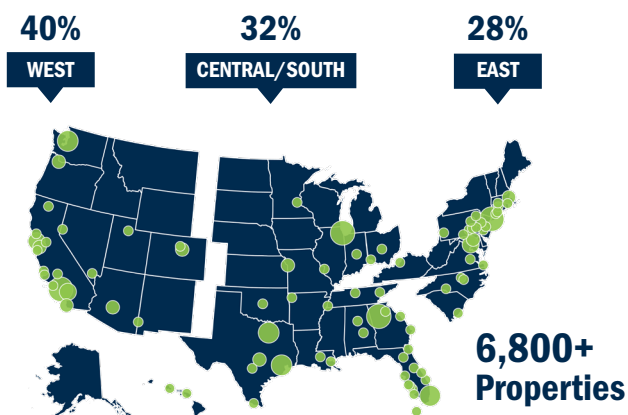 40%
32%
28%
WEST
CENTRAL/SOUTH
EAST
6,800+
Properties